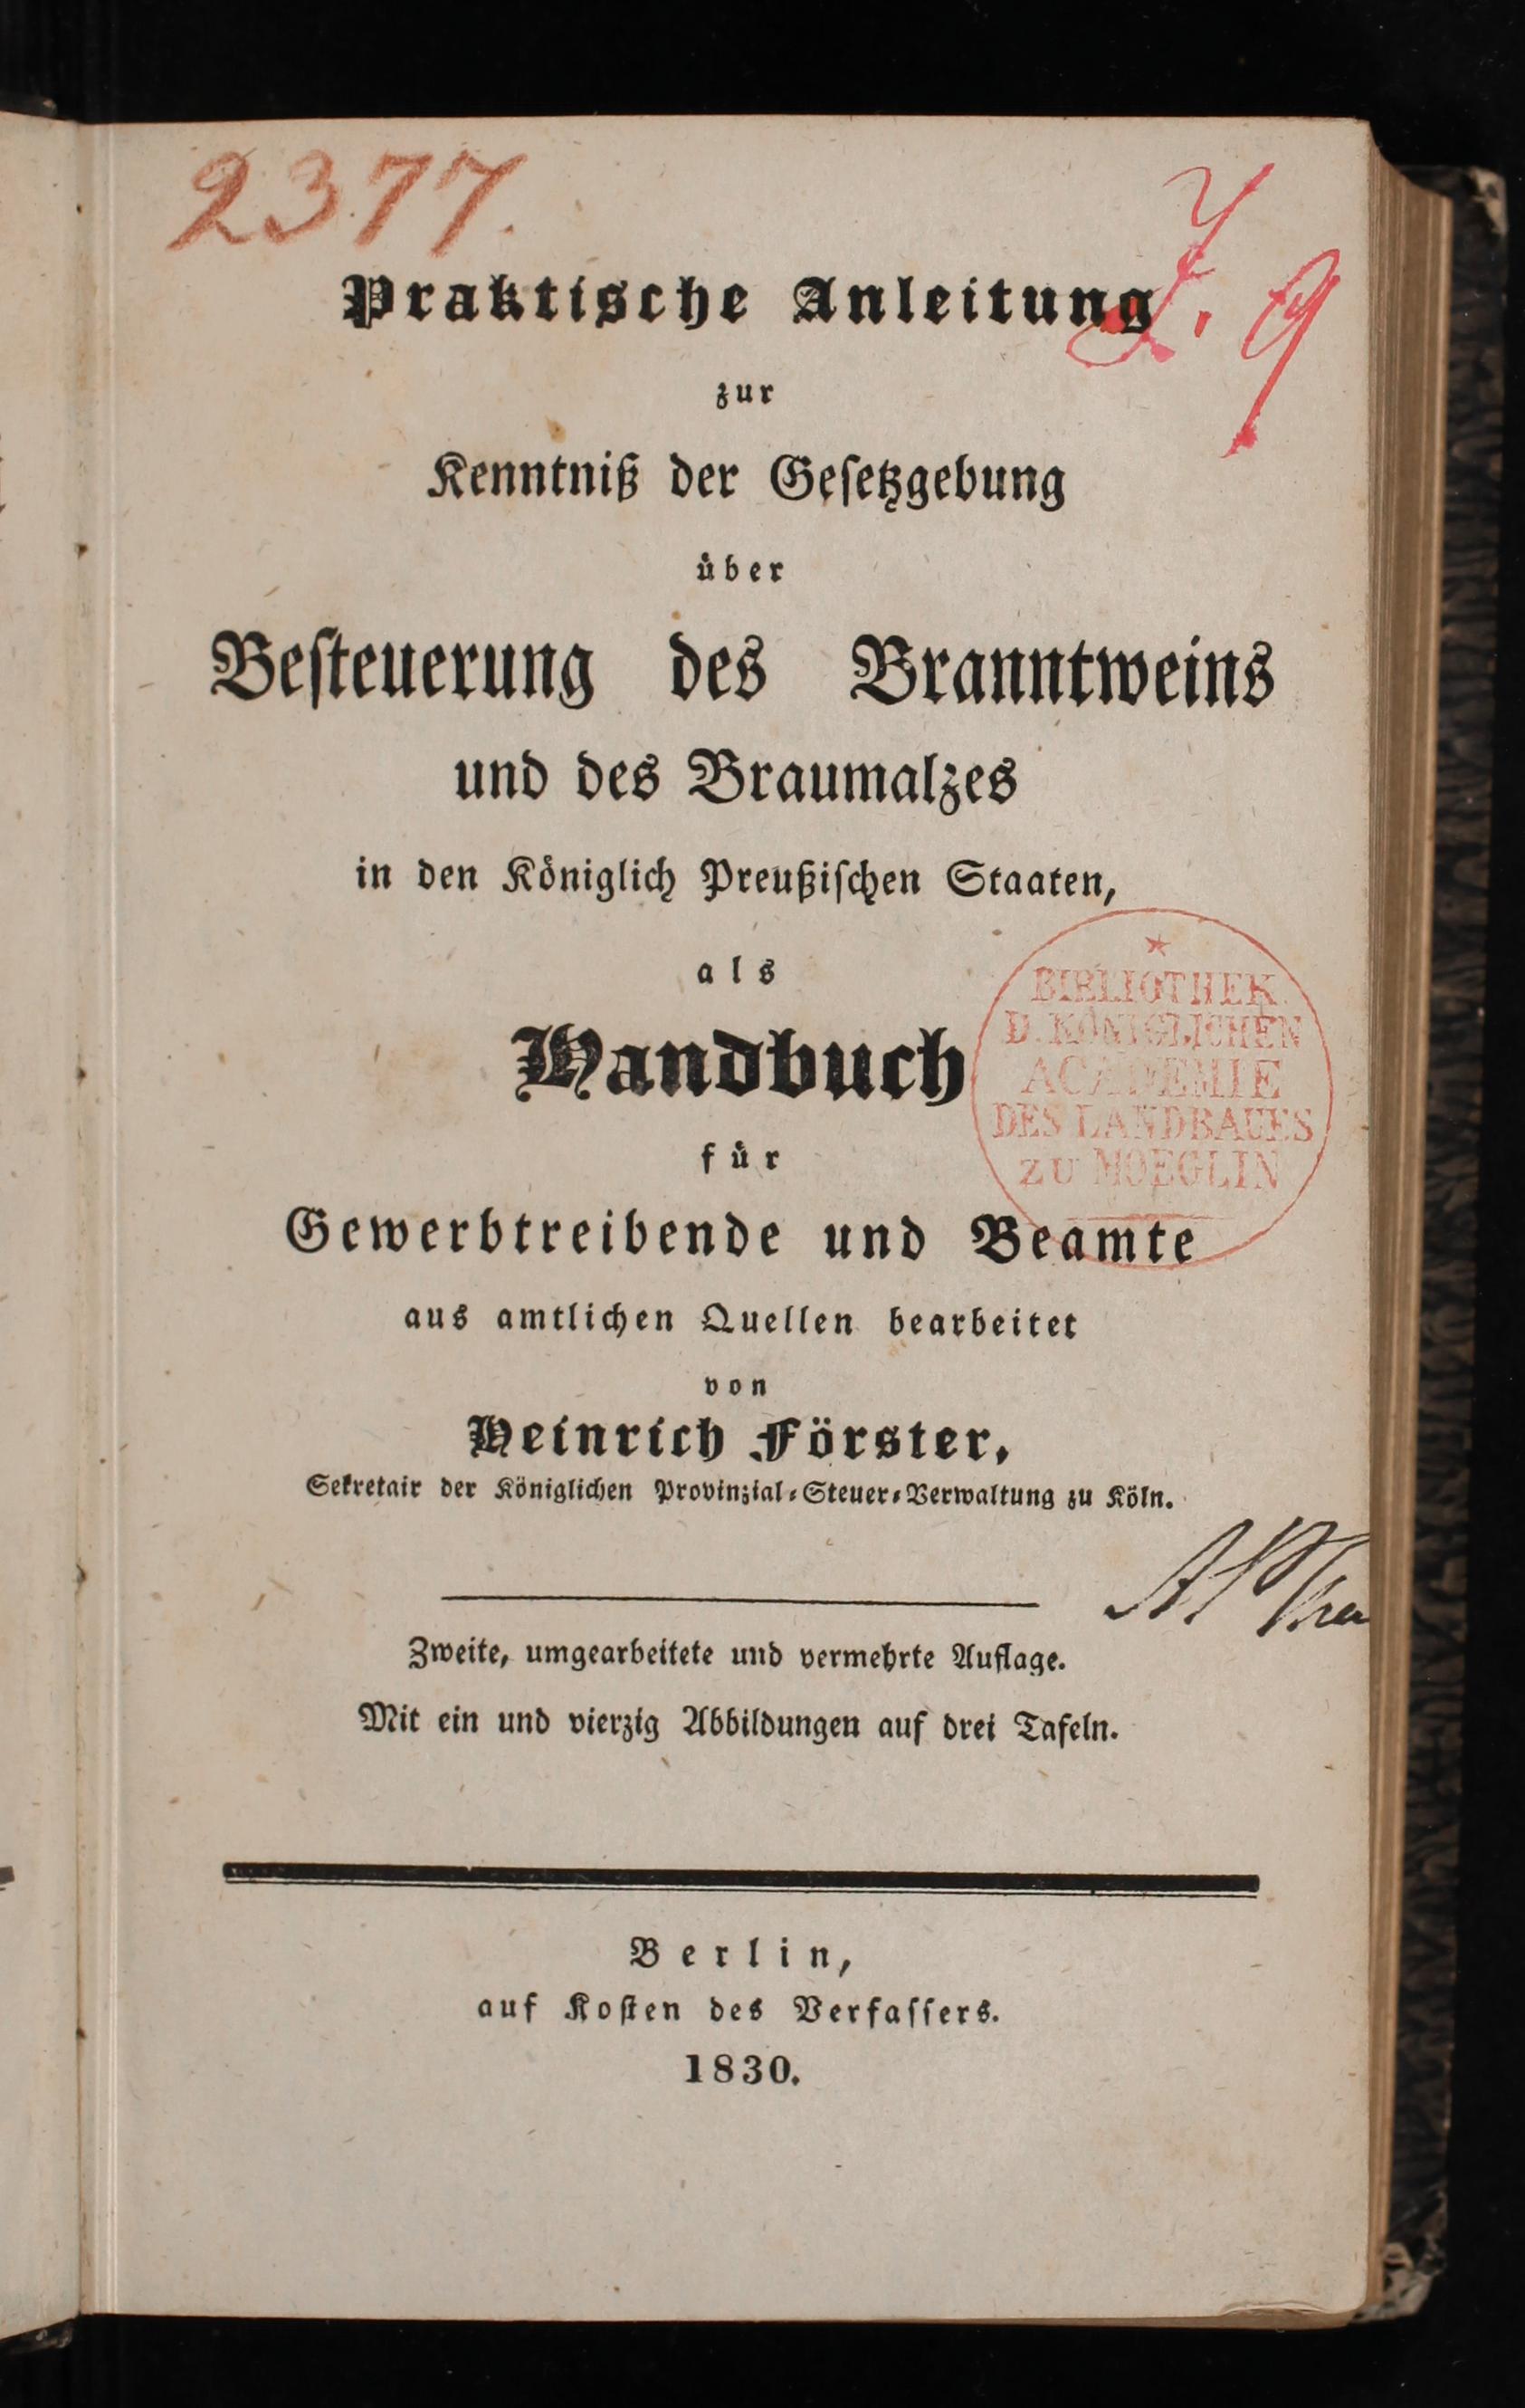 2377.
Praktische Anleitung
zur
Kenntniß der Geſetzgebung
über
Beſteuerung des Branntweins
und des Braumalzes
in den Königlich Preußiſchen Staaten,
als
Handbuch
★
BIBLIOTHEK
D. KÖNIGLICHEN
ACADEMIE
DES LANDBAUES
ZU MOEGLIN
für
Gewerbtreibende und Beamte
aus amtlichen Quellen bearbeitet
von
Heinrich Förster,
Sekretair der Königlichen Provinzial-Steuer-Verwaltung zu Köln.
Zweite, umgearbeitete und vermehrte Auflage.
Mit ein und vierzig Abbildungen auf drei Tafeln.
Berlin,
auf Koſten des Verfaſſers.
1830.